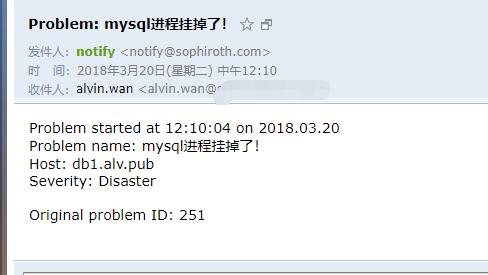 Problem: mysql进程挂掉了!
发件人: notify <notify@sophiroth.com>
时 间: 2018年3月20日(星期二) 中午12:10
收件人: alvin.wan <alvin.wan@
Problem started at 12:10:04 on 2018.03.20
Problem name: mysql进程挂掉了!
Host: db1.alv.pub
Severity: Disaster
Original problem ID: 251